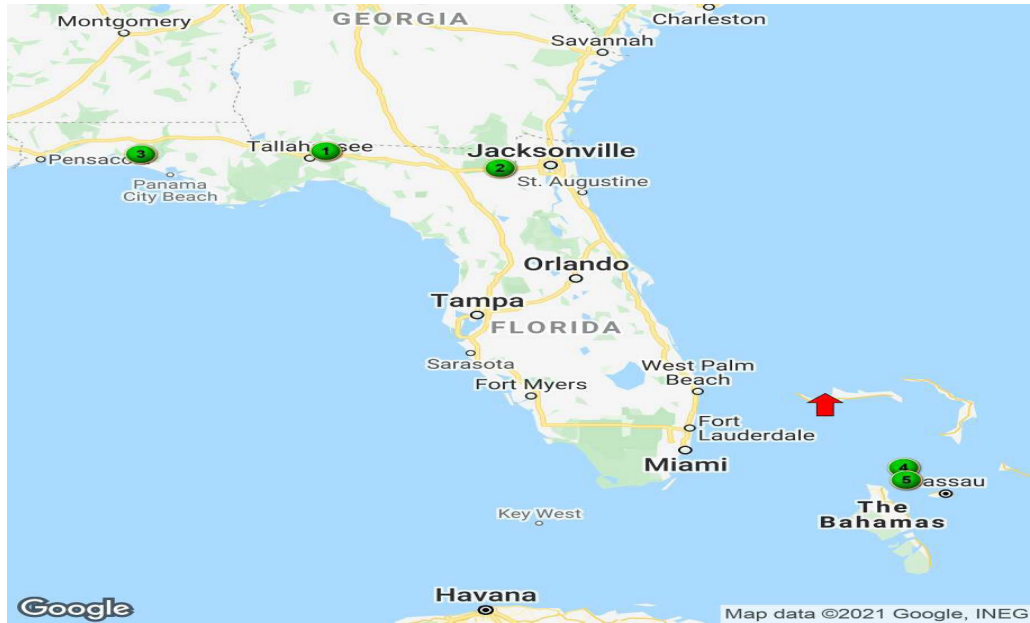 GEORGIA
Charleston
Montgomery
Savannah
3
1
Pensaco
Tallah
see
2
Jacksonville
Panama
City Beach
St. Augustine
Orlando
Tampa
FLORIDA
Sarasota
West Palm
Beach
Fort Myers
Fort
Lauderdale
Miami
4
5
assau
The
Bahamas
Key West
Havana
Google
Map data ©2021 Google, INEG